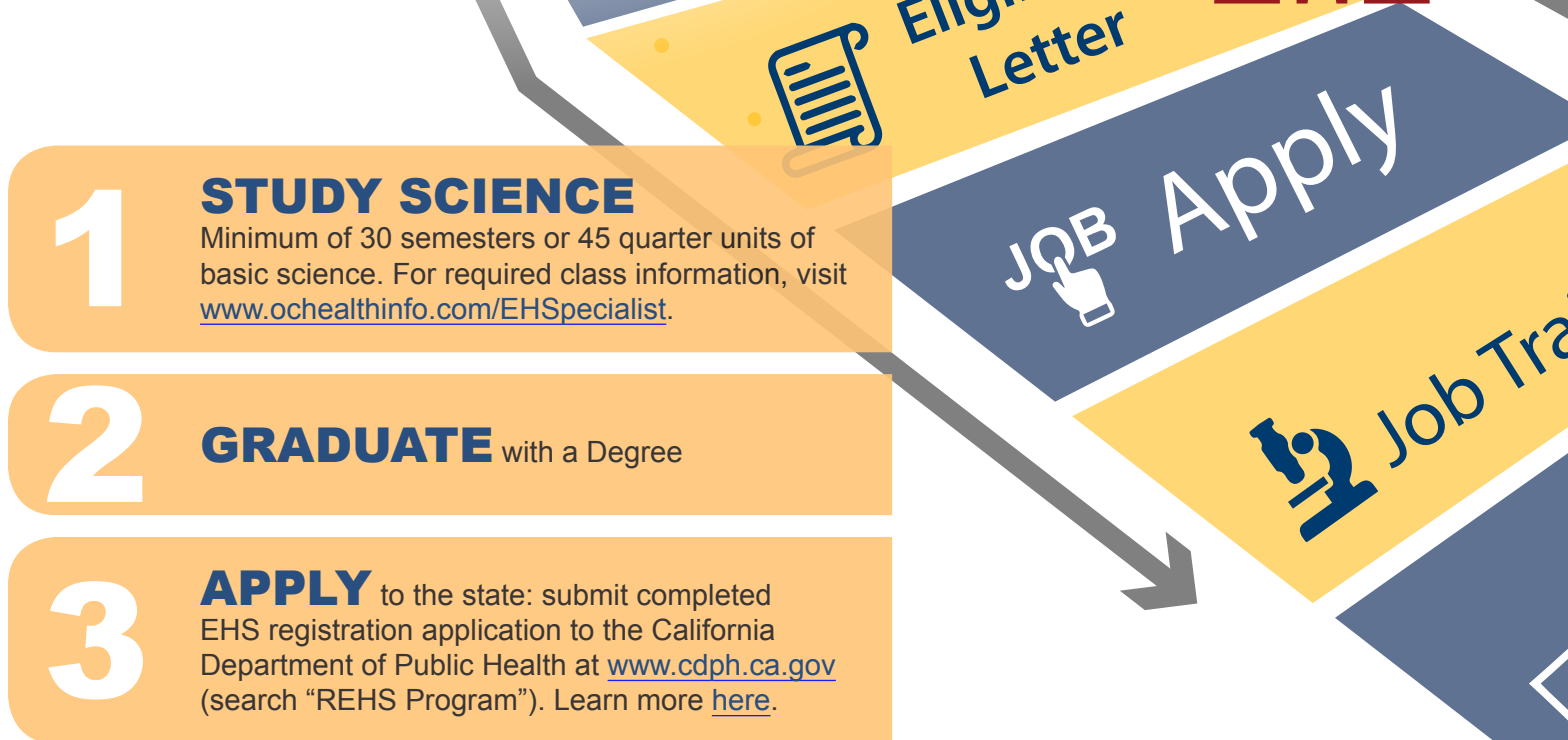 Letter
JOB Apply
Job
1
STUDY SCIENCE
Minimum of 30 semesters or 45 quarter units of
basic science. For required class information, visit
www.ochealthinfo.com/EHSpecialist.
2
GRADUATE with a Degree
3
APPLY to the state: submit completed
EHS registration application to the California
Department of Public Health at www.cdph.ca.gov
(search “REHS Program”). Learn more here.